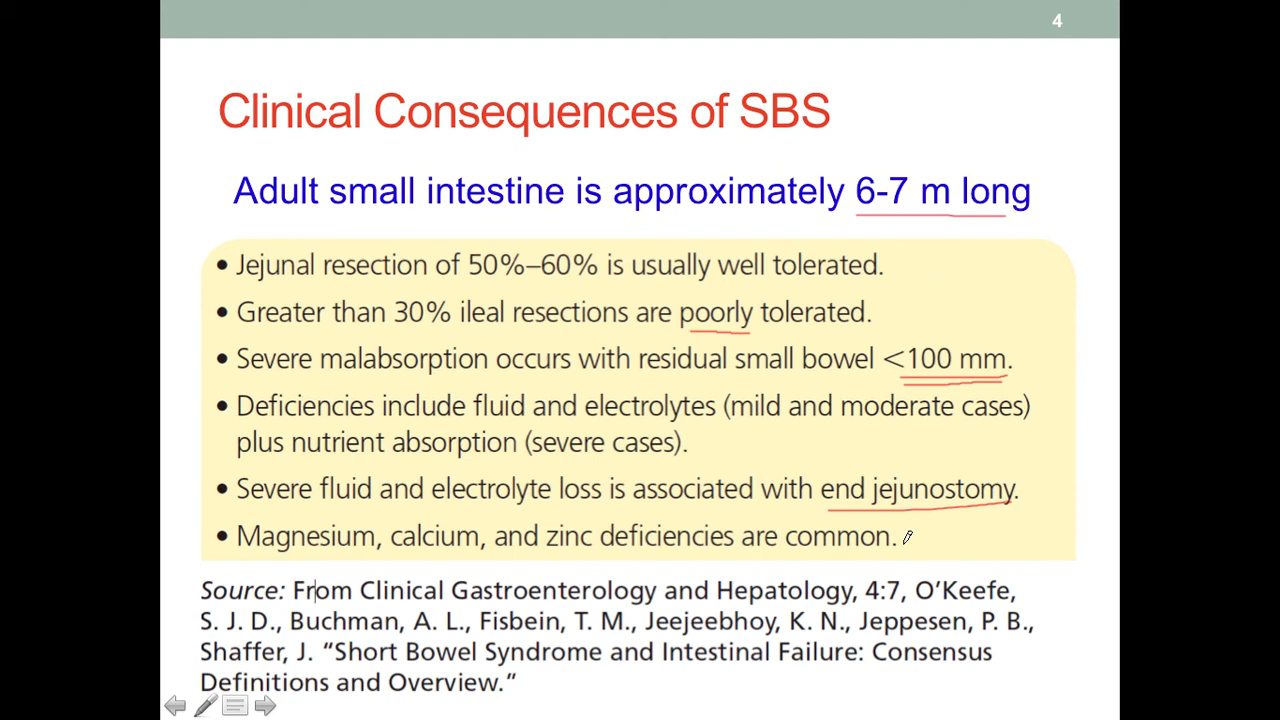 4
Clinical Consequences of SBS
Adult small intestine is approximately 6-7 m long
• Jejunal resection of 50%–60% is usually well tolerated.
• Greater than 30% ileal resections are poorly tolerated.
• Severe malabsorption occurs with residual small bowel <100 mm.
• Deficiencies include fluid and electrolytes (mild and moderate cases)
plus nutrient absorption (severe cases).
• Severe fluid and electrolyte loss is associated with end jejunostomy.
• Magnesium, calcium, and zinc deficiencies are common.
Source: From Clinical Gastroenterology and Hepatology, 4:7, O’Keefe,
S. J. D., Buchman, A. L., Fisbein, T. M., Jeejeebhoy, K. N., Jeppesen, P. B.,
Shaffer, J. “Short Bowel Syndrome and Intestinal Failure: Consensus
Definitions and Overview.“